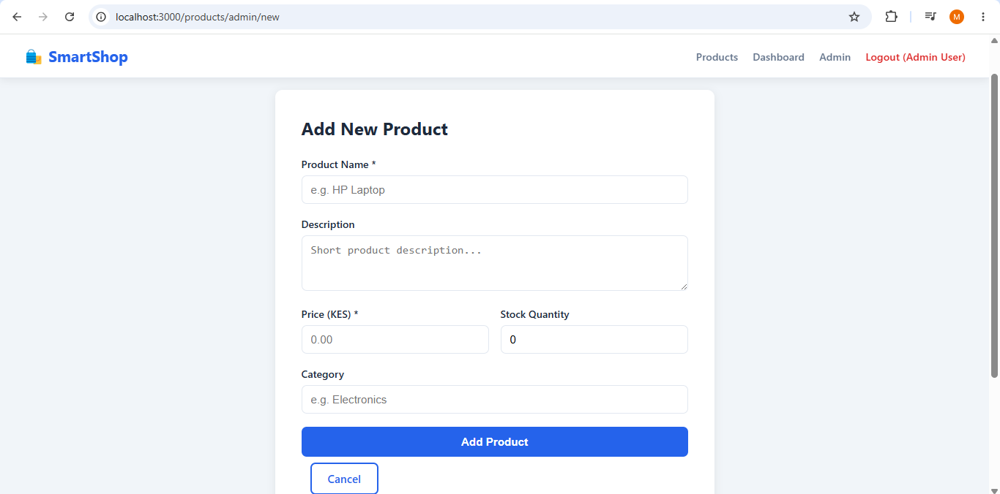 localhost:3000/products/admin/new
M
SmartShop
Products Dashboard Admin Logout (Admin User)
Add New Product
Product Name *
e.g. HP Laptop
Description
Short product description...
Price (KES) * Stock Quantity
0.00 0
Category
e.g. Electronics
Add Product
Cancel